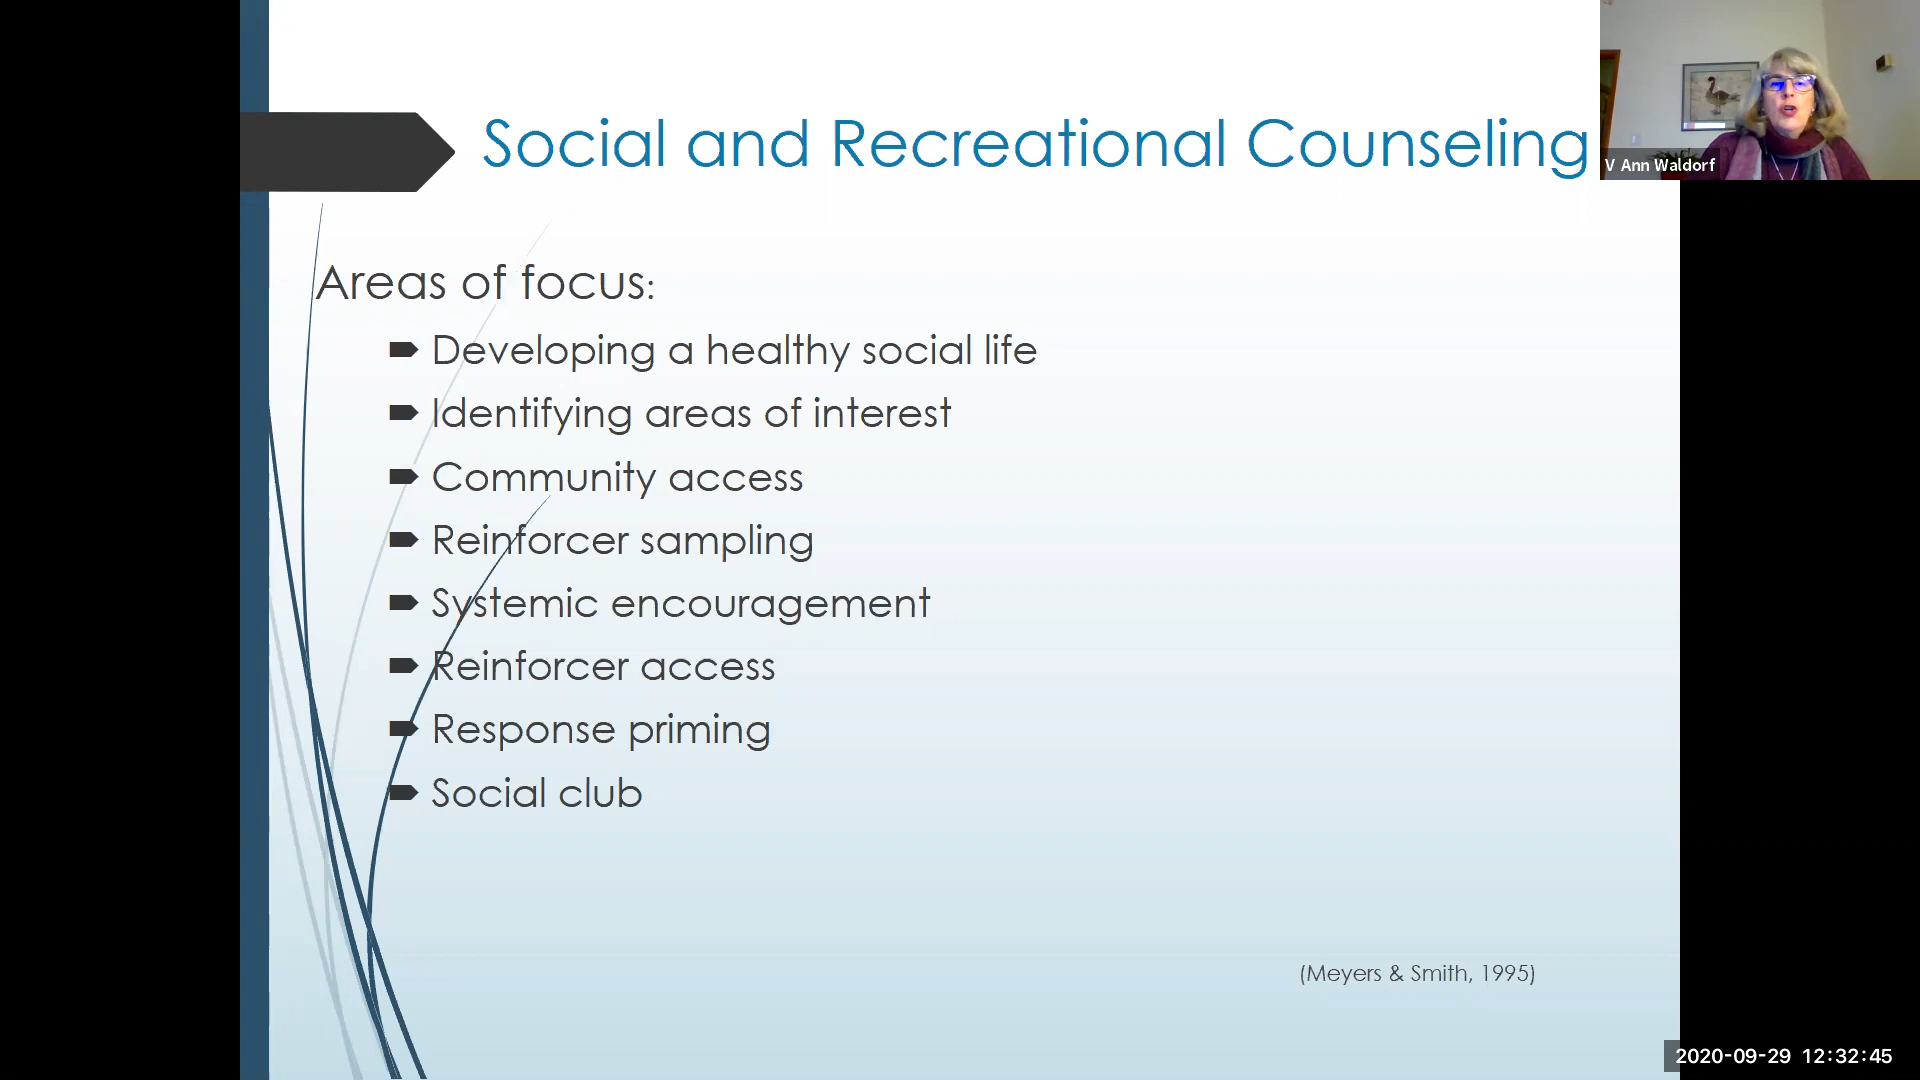 Social and Recreational Counseling
V Ann Waldorf
Areas of focus:
Developing a healthy social life
Identifying areas of interest
Community access
Reinforcer sampling
Systemic encouragement
Reinforcer access
Response priming
Social club
(Meyers & Smith, 1995)
2020-09-29 12:32:45